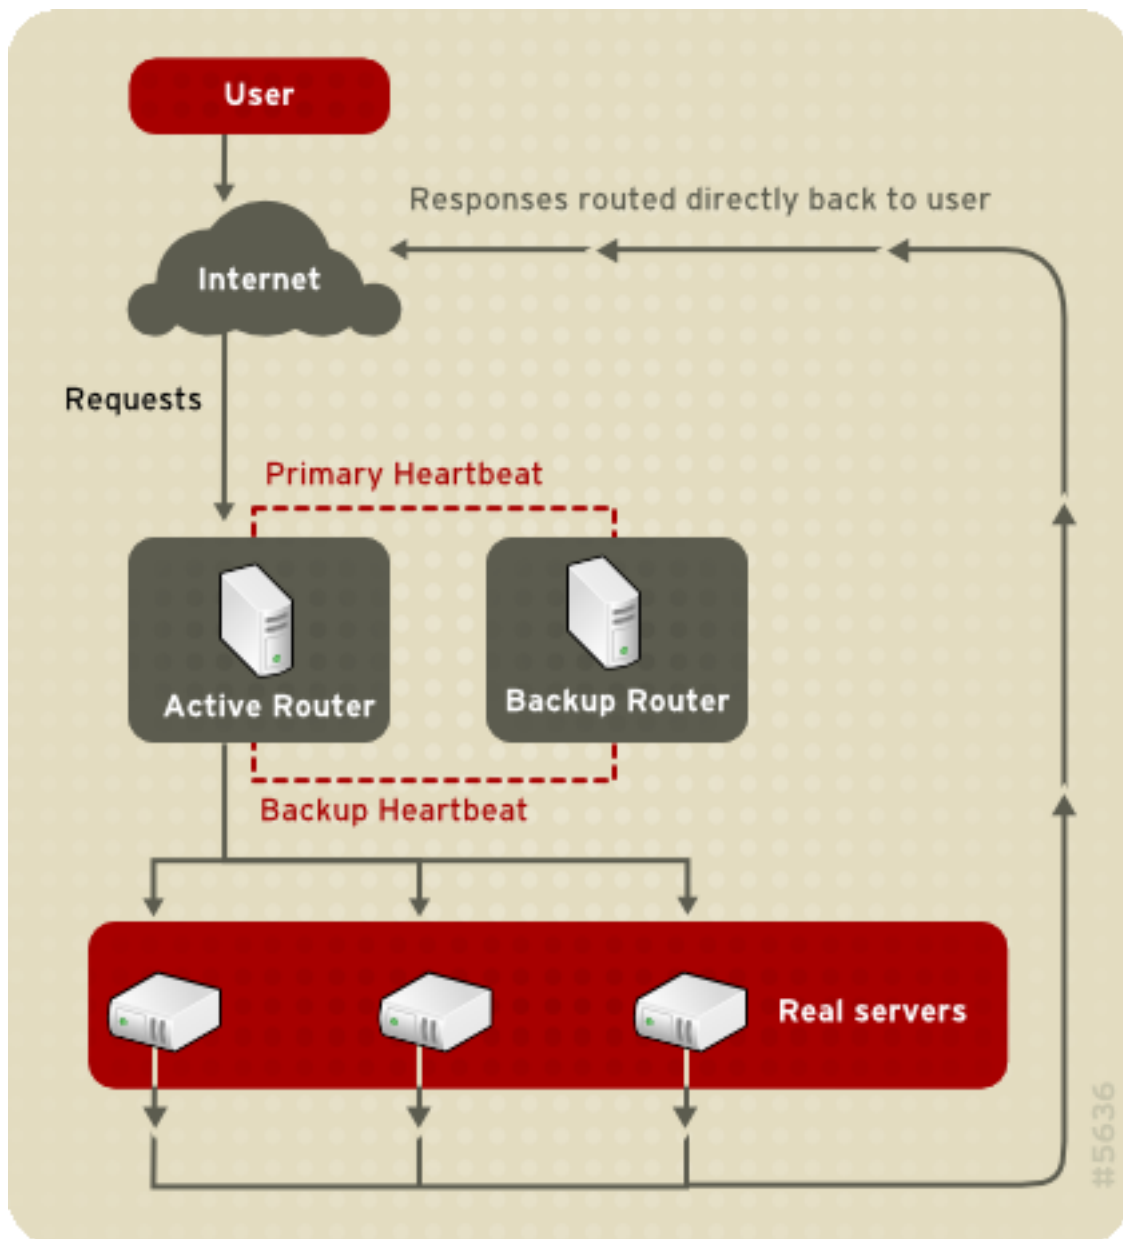 User
Responses routed directly back to user
Internet
Requests
Primary Heartbeat
Active Router
Backup Router
Backup Heartbeat
Real servers
#5636